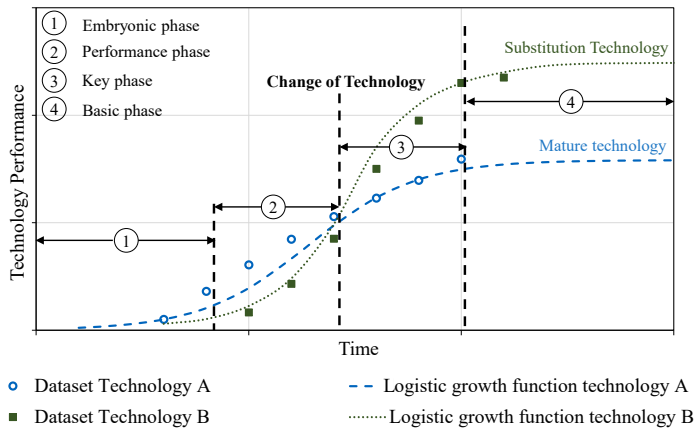 1 Embryonic phase
2 Performance phase
3 Key phase
4 Basic phase
Substitution Technology
Change of Technology
4
3
Mature technology
2
1
Technology Performance
Time
Dataset Technology A
Logistic growth function technology A
Dataset Technology B
Logistic growth function technology B